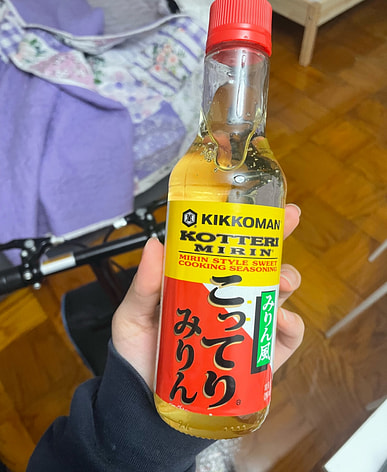 KIKKOMAN
KOTTERI
MIRIN
MIRIN STYLE SWEET
COOKING SEASONING
こってり
みりん
みりん風